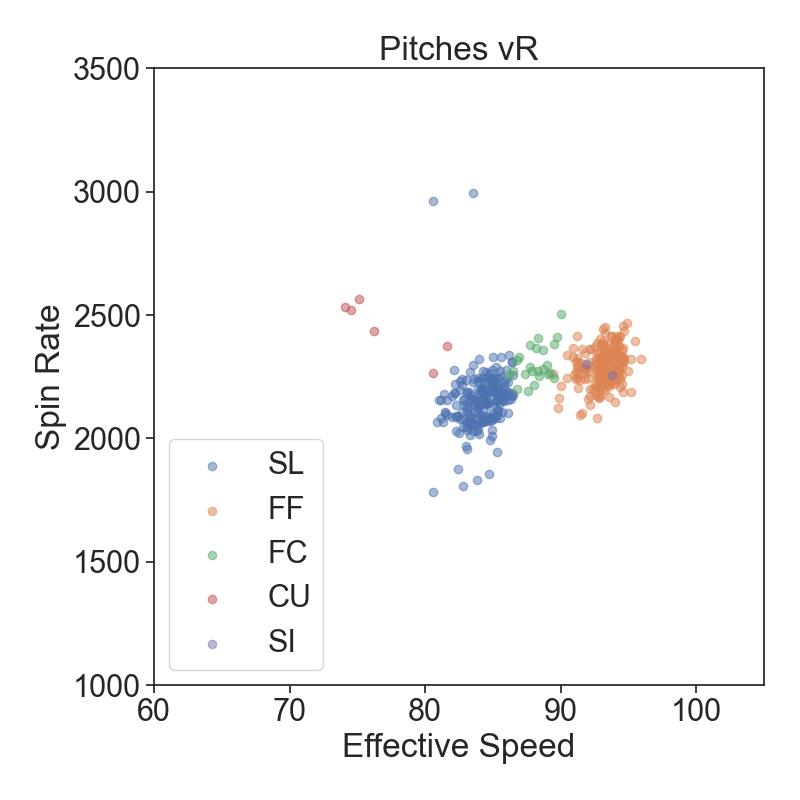 Pitches vR
3500
3000
2500
2000
1500
1000
Spin Rate
SL
FF
FC
CU
SI
60 70 80 90 100
Effective Speed